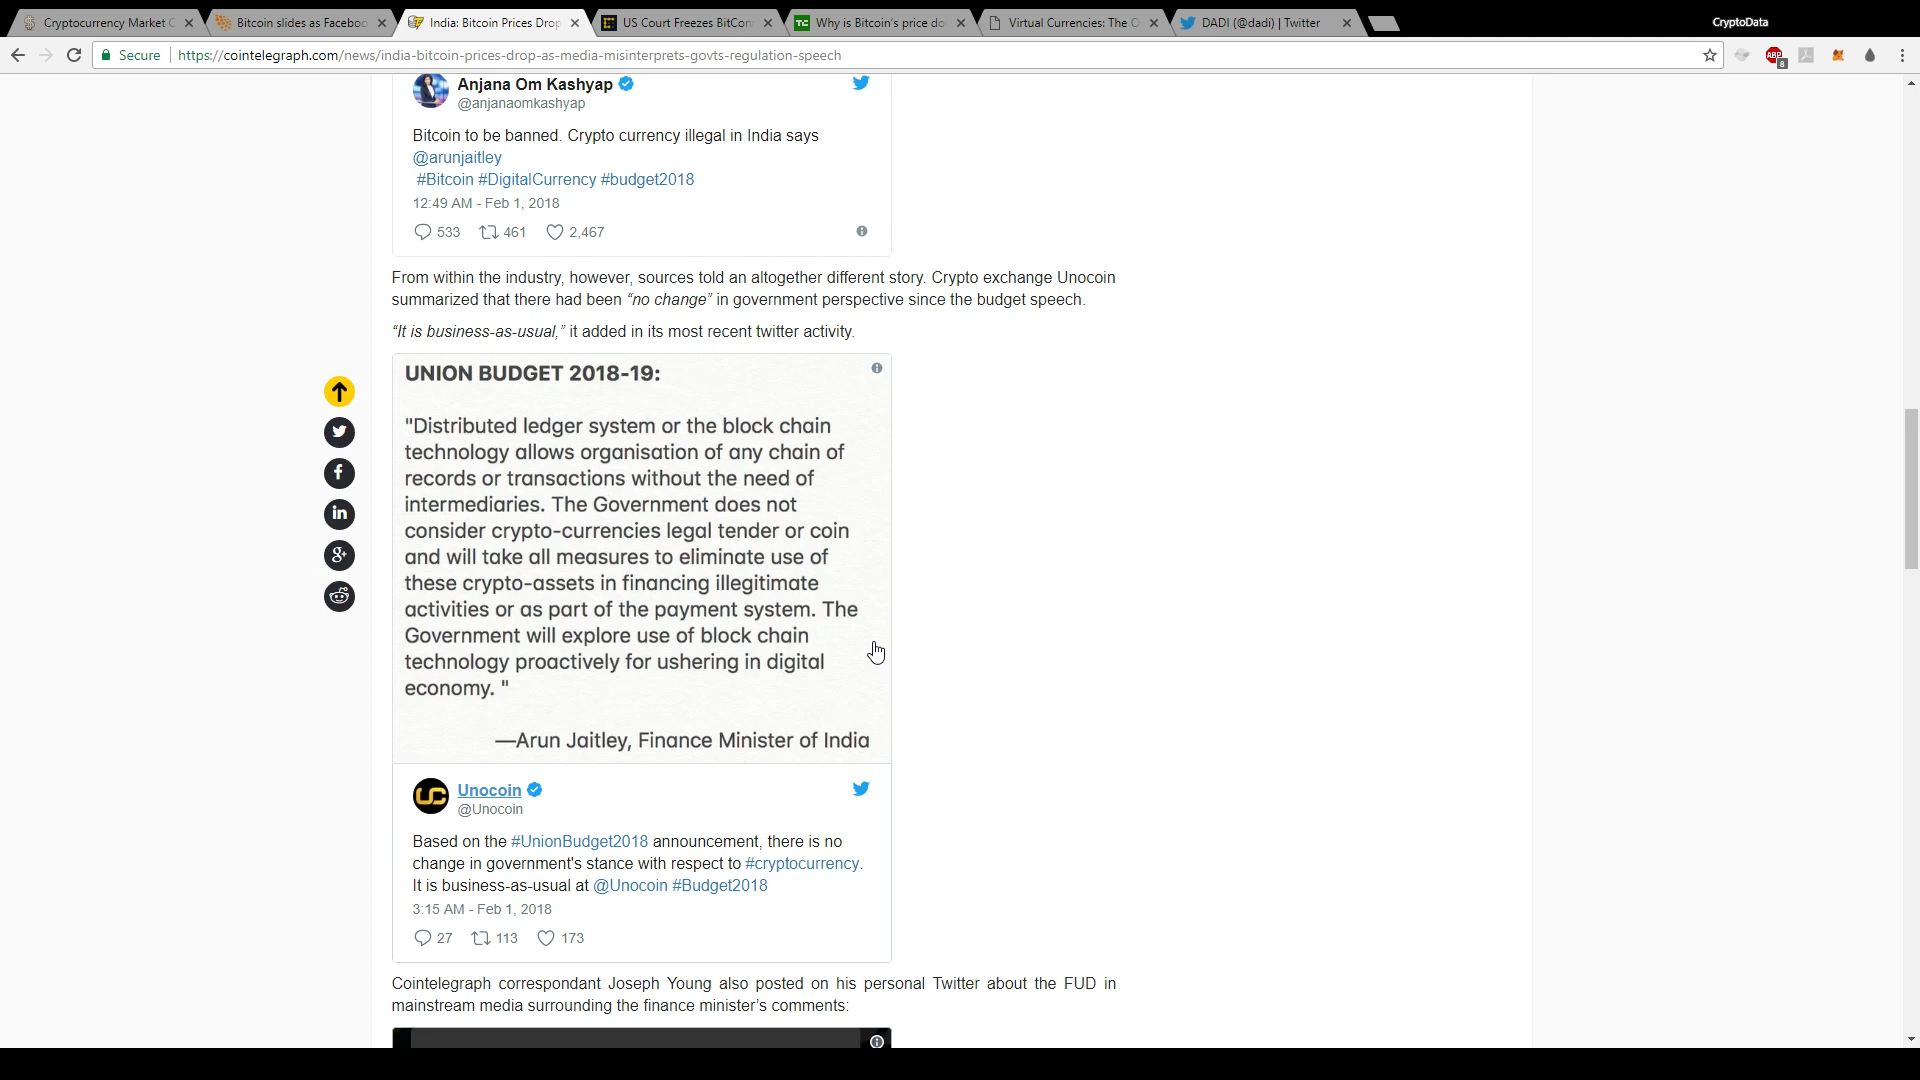 Cryptocurrency Market C
Bitcoin slides as Faceboo
India: Bitcoin Prices Drop
US Court Freezes BitCon
Why is Bitcoin's price do
Virtual Currencies: The O
DADI (@dadi) | Twitter
CryptoData
Secure
https://cointelegraph.com/news/india-bitcoin-prices-drop-as-media-misinterprets-govts-regulation-speech
ABP
8
Anjana Om Kashyap
@anjanaomkashyap
Bitcoin to be banned. Crypto currency illegal in India says
@arunjaitley
#Bitcoin #DigitalCurrency #budget2018
12:49 AM - Feb 1, 2018
533 461 2,467
From within the industry, however, sources told an altogether different story. Crypto exchange Unocoin
summarized that there had been “no change” in government perspective since the budget speech.
“It is business-as-usual,” it added in its most recent twitter activity.
UNION BUDGET 2018-19:
"Distributed ledger system or the block chain
technology allows organisation of any chain of
records or transactions without the need of
intermediaries. The Government does not
consider crypto-currencies legal tender or coin
and will take all measures to eliminate use of
these crypto-assets in financing illegitimate
activities or as part of the payment system. The
Government will explore use of block chain
technology proactively for ushering in digital
economy. "
—Arun Jaitley, Finance Minister of India
UC
Unocoin
@Unocoin
Based on the #UnionBudget2018 announcement, there is no
change in government's stance with respect to #cryptocurrency.
It is business-as-usual at @Unocoin #Budget2018
3:15 AM - Feb 1, 2018
27 113 173
Cointelegraph correspondant Joseph Young also posted on his personal Twitter about the FUD in
mainstream media surrounding the finance minister’s comments: